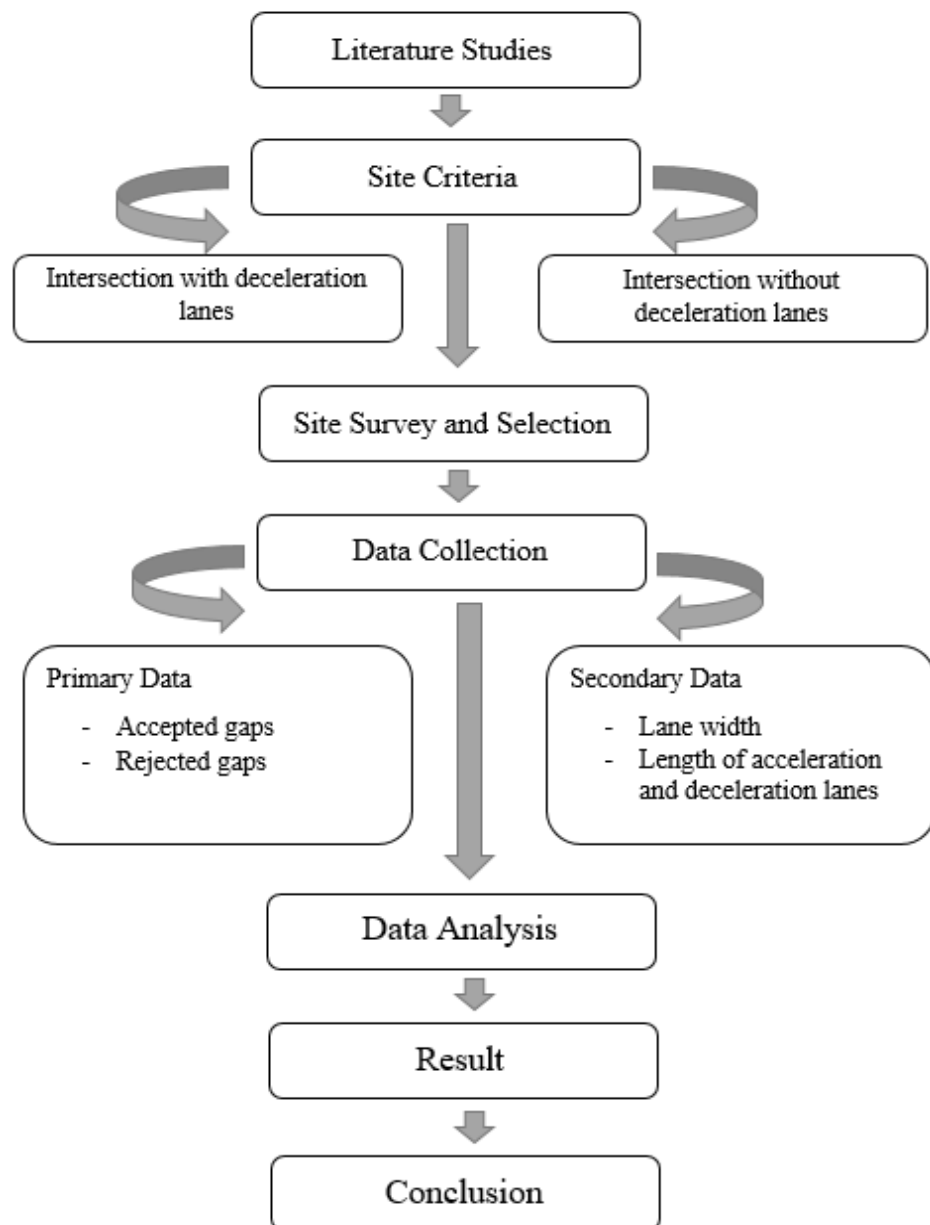 Literature Studies
Site Criteria
Intersection with deceleration
lanes
Intersection without
deceleration lanes
Site Survey and Selection
Data Collection
Primary Data
- Accepted gaps
- Rejected gaps
Secondary Data
- Lane width
- Length of acceleration
and deceleration lanes
Data Analysis
Result
Conclusion